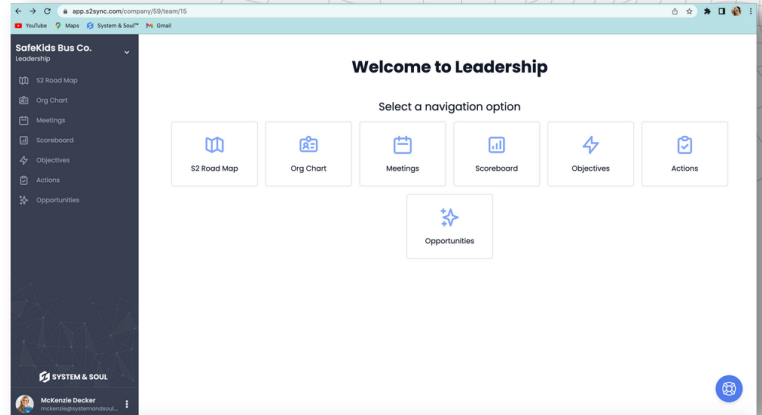 app.s2sync.com/company/59/team/15
YouTube Maps System & Soul™ Gmail
SafeKids Bus Co.
Leadership
S2 Road Map
Org Chart
Meetings
Scoreboard
Objectives
Actions
Opportunities
SYSTEM & SOUL
McKenzie Decker
mckenzie@systemandsoul...
Welcome to Leadership
Select a navigation option
S2 Road Map Org Chart Meetings Scoreboard Objectives Actions
Opportunities